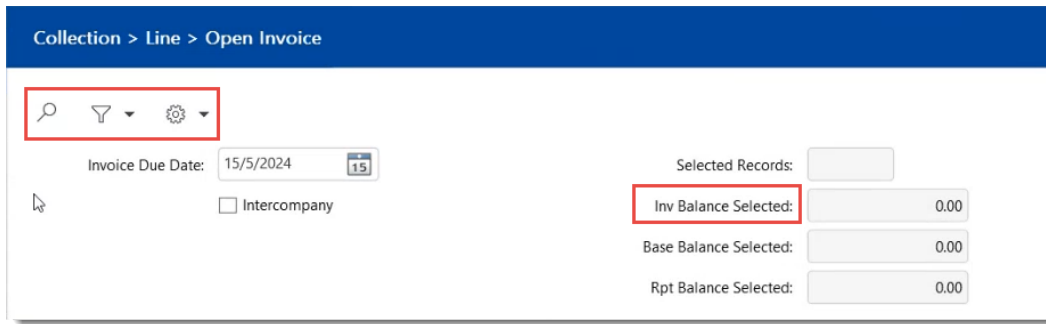 Collection > Line > Open Invoice
Invoice Due Date: 15/5/2024 15 Selected Records:
Intercompany Inv Balance Selected: 0.00
Base Balance Selected: 0.00
Rpt Balance Selected: 0.00